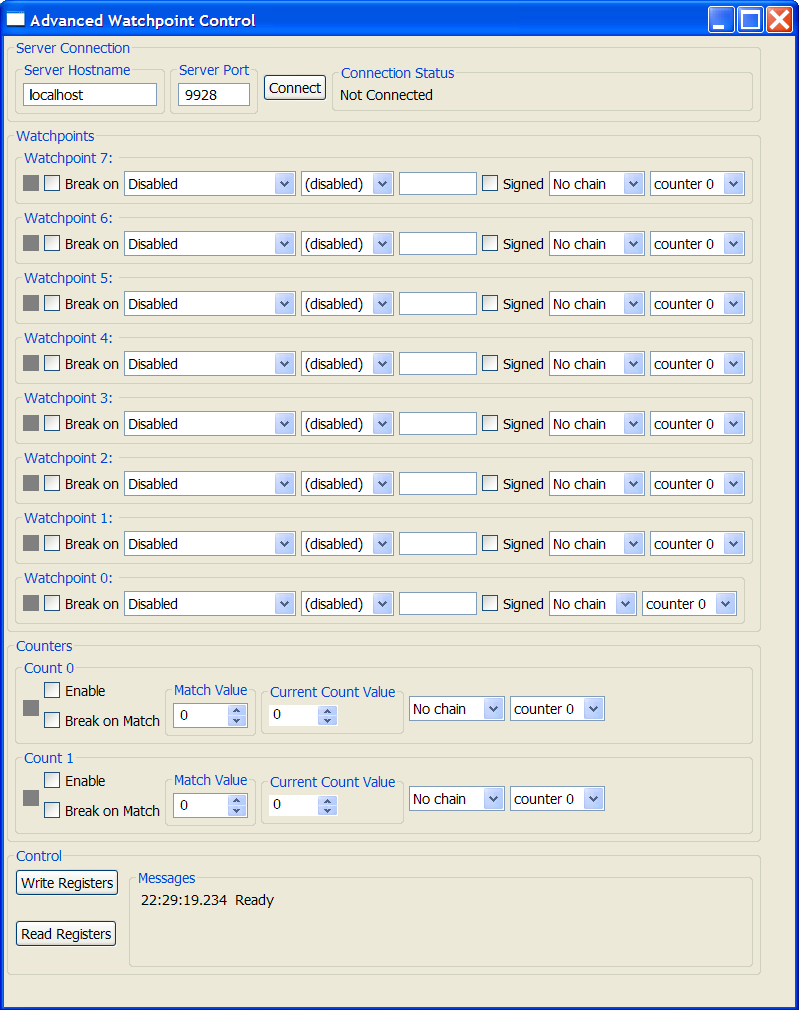 Advanced Watchpoint Control
Server Connection
Server Hostname Server Port Connection Status
localhost 9928 Connect Not Connected
Watchpoints
Watchpoint 7:
Break on Disabled (disabled) Signed No chain counter 0
Watchpoint 6:
Break on Disabled (disabled) Signed No chain counter 0
Watchpoint 5:
Break on Disabled (disabled) Signed No chain counter 0
Watchpoint 4:
Break on Disabled (disabled) Signed No chain counter 0
Watchpoint 3:
Break on Disabled (disabled) Signed No chain counter 0
Watchpoint 2:
Break on Disabled (disabled) Signed No chain counter 0
Watchpoint 1:
Break on Disabled (disabled) Signed No chain counter 0
Watchpoint 0:
Break on Disabled (disabled) Signed No chain counter 0
Counters
Count 0
Enable Match Value Current Count Value
Break on Match 0 0 No chain counter 0
Count 1
Enable Match Value Current Count Value
Break on Match 0 0 No chain counter 0
Control
Write Registers Messages
22:29:19.234 Ready
Read Registers